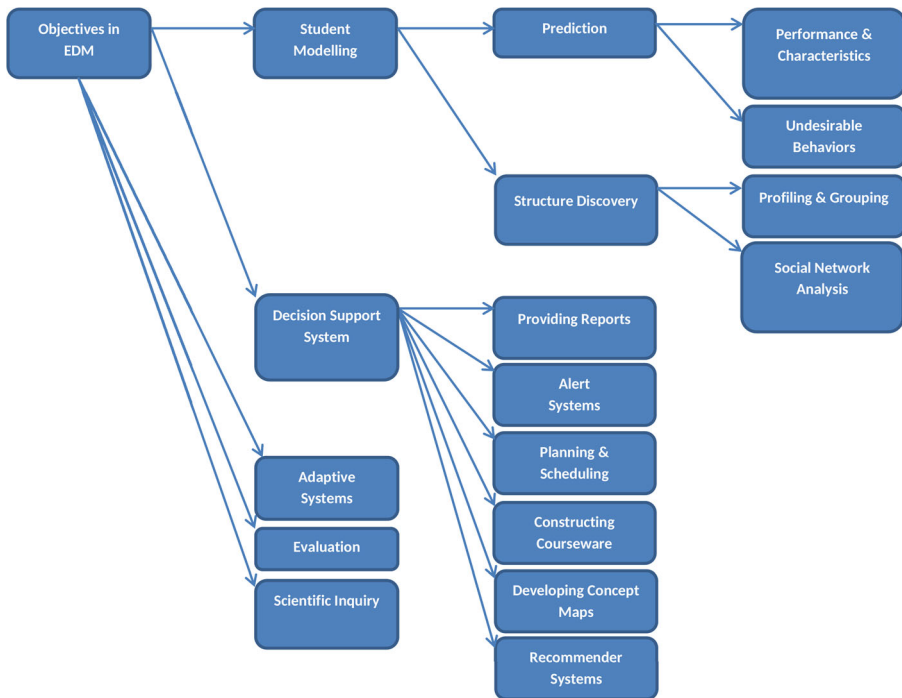 Objectives in
EDM
Student
Modelling
Prediction
Performance &
Characteristics
Undesirable
Behaviors
Structure Discovery
Profiling & Grouping
Social Network
Analysis
Decision Support
System
Providing Reports
Alert
Systems
Planning &
Scheduling
Constructing
Courseware
Developing Concept
Maps
Recommender
Systems
Adaptive
Systems
Evaluation
Scientific Inquiry